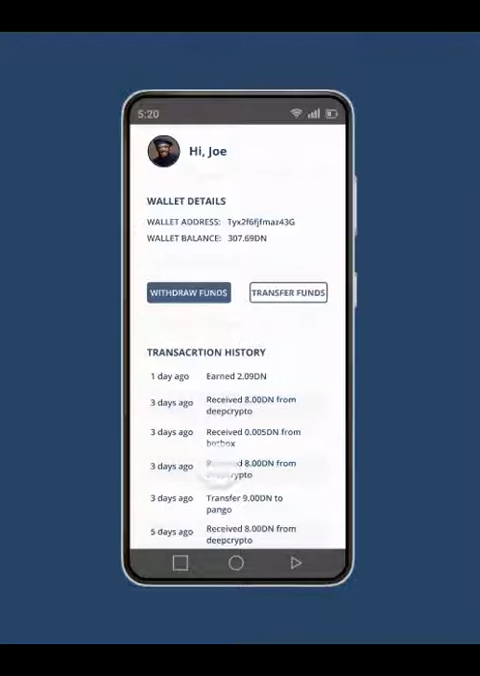 5:20
Hi, Joe
WALLET DETAILS
WALLET ADDRESS: Tyx2f6fjfmaz43G
WALLET BALANCE: 307.69DN
WITHDRAW FUNDS TRANSFER FUNDS
TRANSACRTION HISTORY
1 day ago Earned 2.09DN
3 days ago Received 8.00DN from
deepcrypto
3 days ago Received 0.005DN from
botbox
3 days ago 8.00DN from
3 days ago Transfer 9.00DN to
pango
5 days ago Received 8.00DN from
deepcrypto